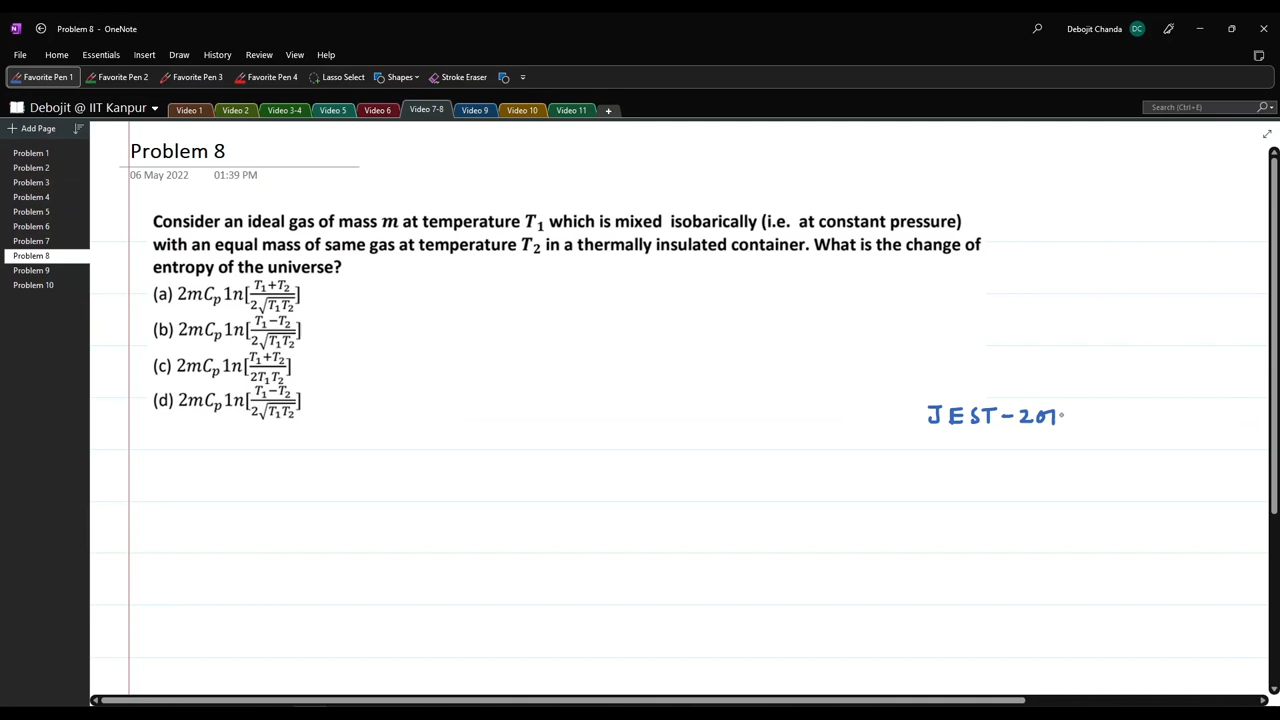 Problem 8 - OneNote
Debojit Chanda DC
File Home Essentials Insert Draw History Review View Help
Favorite Pen 1 Favorite Pen 2 Favorite Pen 3 Favorite Pen 4 Lasso Select Shapes Stroke Eraser
Debojit @ IIT Kanpur Video 1 Video 2 Video 3-4 Video 5 Video 6 Video 7-8 Video 9 Video 10 Video 11 Search (Ctrl+E)
Add Page
Problem 1
Problem 2
Problem 3
Problem 4
Problem 5
Problem 6
Problem 7
Problem 8
Problem 9
Problem 10
Problem 8
06 May 2022 01:39 PM
Consider an ideal gas of mass m at temperature T₁ which is mixed isobarically (i.e. at constant pressure)
with an equal mass of same gas at temperature T₂ in a thermally insulated container. What is the change of
entropy of the universe?
(a) 2mCₚ 1n[(T₁+T₂)/(2√(T₁T₂))]
(b) 2mCₚ 1n[(T₁−T₂)/(2√(T₁T₂))]
(c) 2mCₚ 1n[(T₁+T₂)/(2T₁T₂)]
(d) 2mCₚ 1n[(T₁−T₂)/(2√(T₁T₂))]
JEST-201